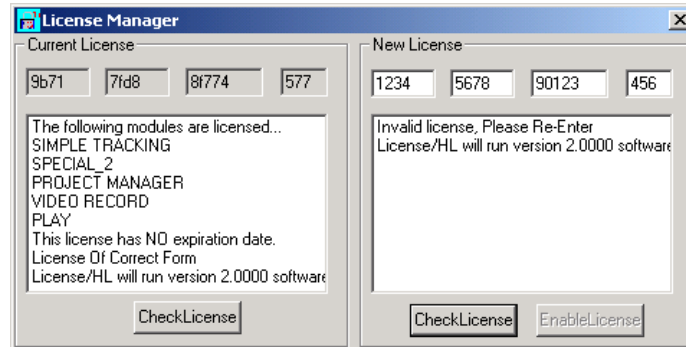 License Manager
Current License
9b71 7fd8 8f774 577
The following modules are licensed...
SIMPLE TRACKING
SPECIAL_2
PROJECT MANAGER
VIDEO RECORD
PLAY
This license has NO expiration date.
License Of Correct Form
License/HL will run version 2.0000 software
CheckLicense
New License
1234 5678 90123 456
Invalid license, Please Re-Enter
License/HL will run version 2.0000 software
CheckLicense EnableLicense